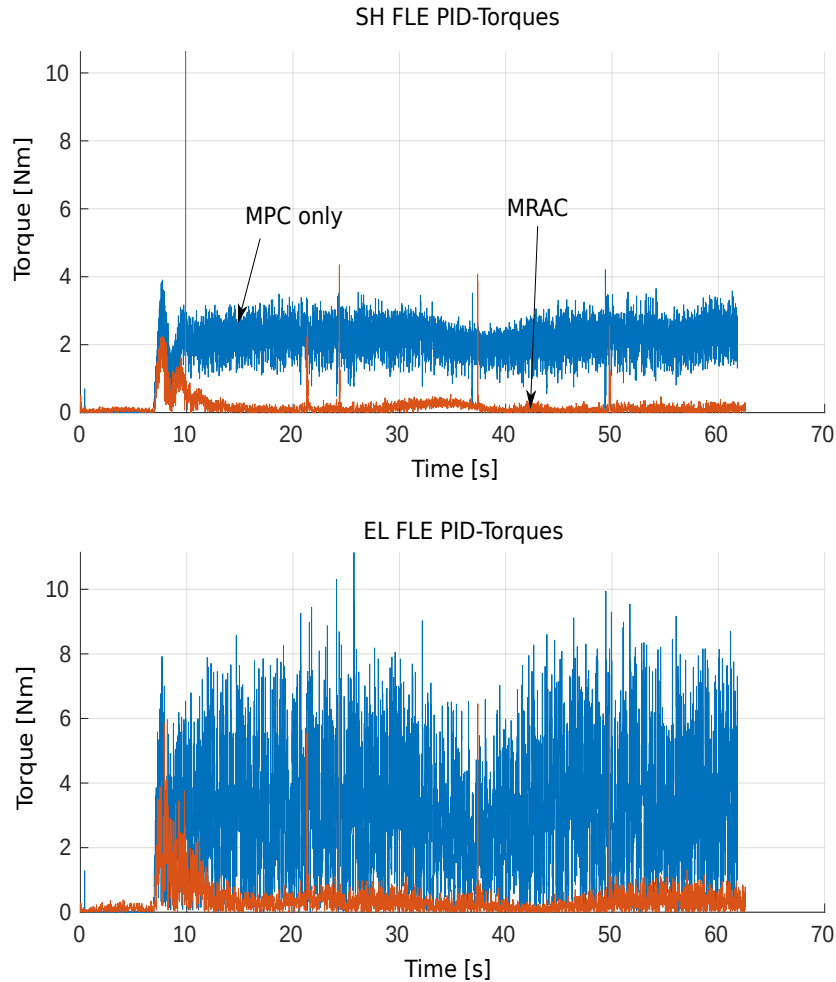 SH FLE PID-Torques
10
8
6
4
2
0
Torque [Nm]
MPC only
MRAC
0 10 20 30 40 50 60 70
Time [s]
EL FLE PID-Torques
10
8
6
4
2
0
Torque [Nm]
0 10 20 30 40 50 60 70
Time [s]